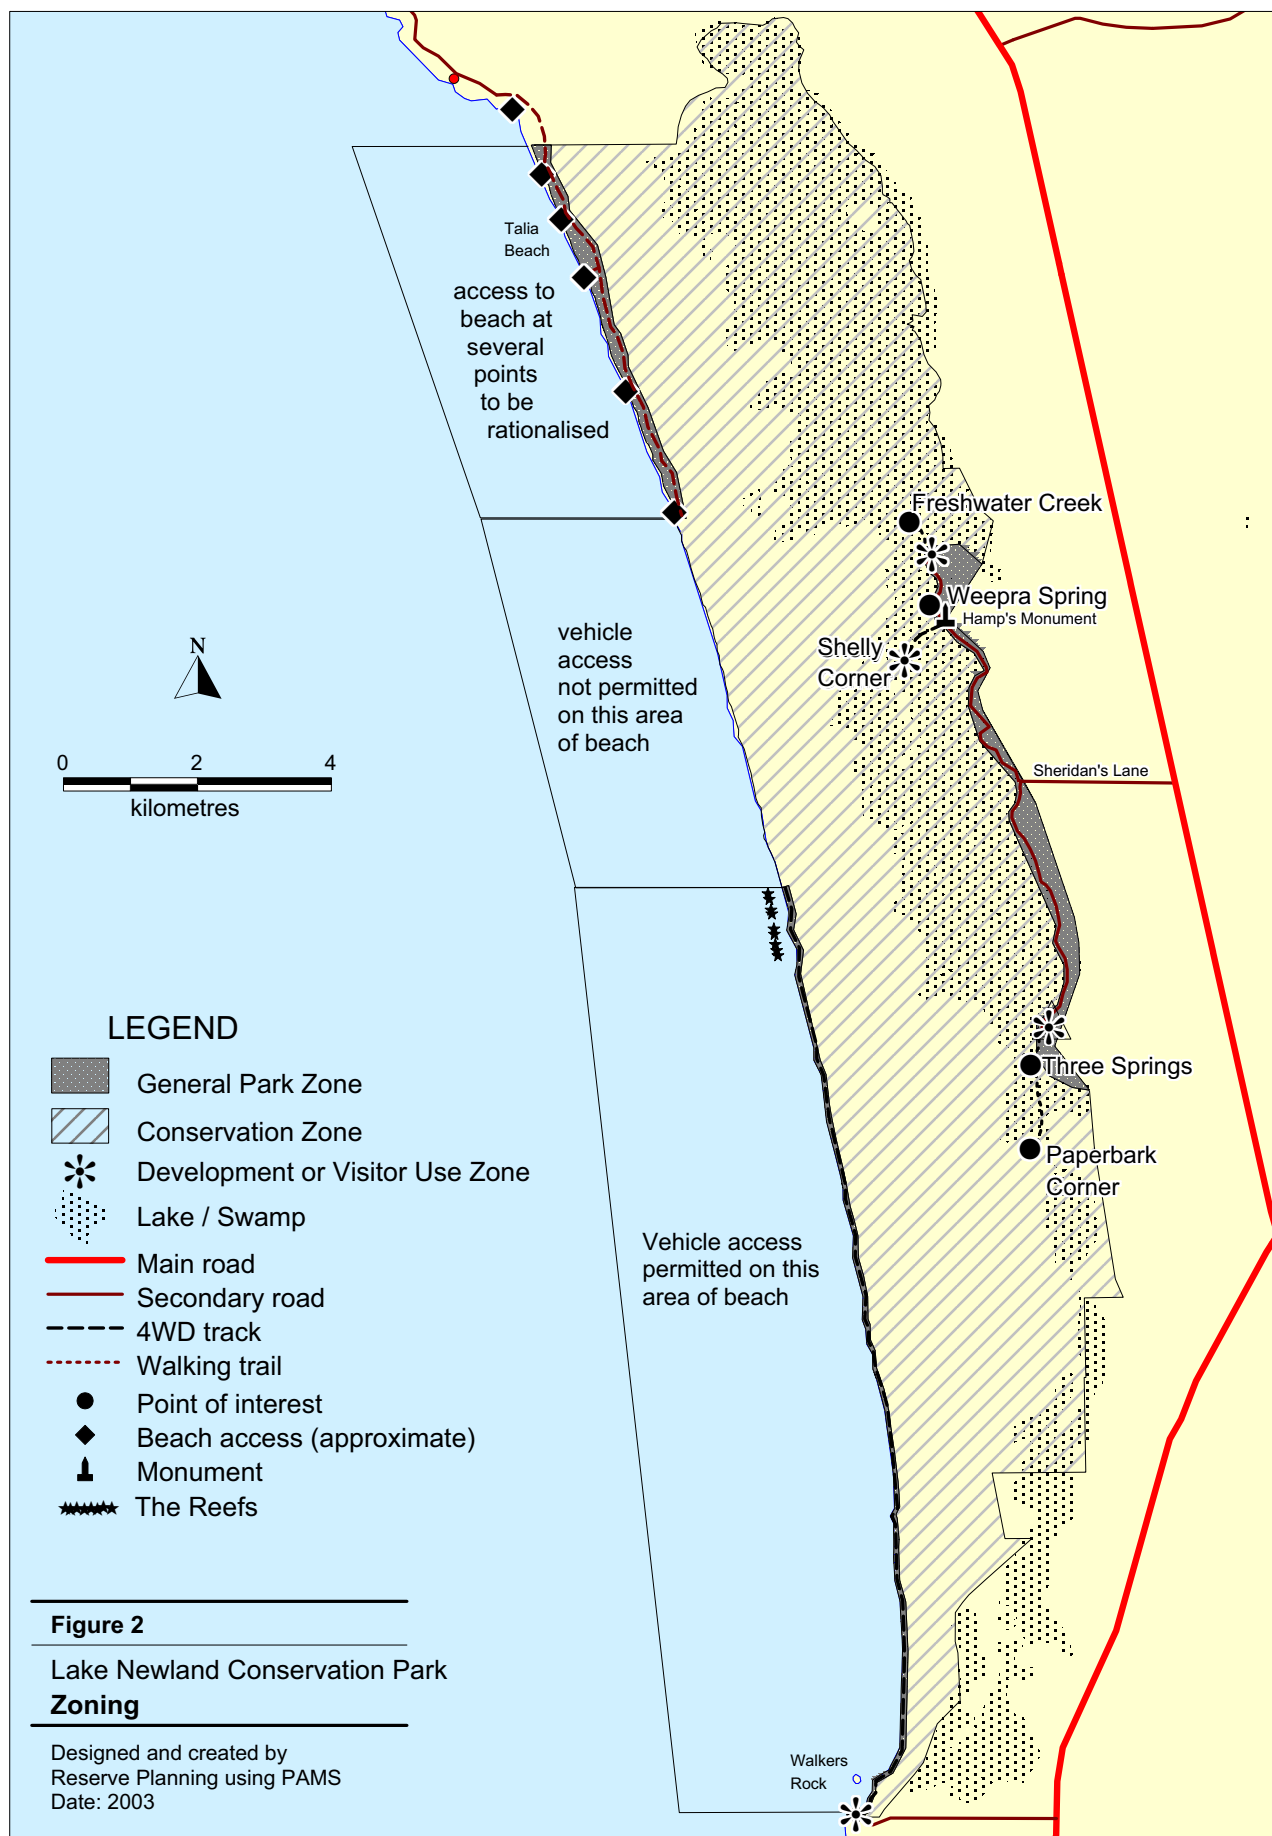 Talia
Beach
access to
beach at
several
points
to be
rationalised
Freshwater Creek
Weepra Spring
Hamp's Monument
Shelly
Corner
vehicle
access
not permitted
on this area
of beach
N
0 2 4
kilometres
Sheridan's Lane
Three Springs
Paperbark
Corner
Vehicle access
permitted on this
area of beach
LEGEND
General Park Zone
Conservation Zone
Development or Visitor Use Zone
Lake / Swamp
Main road
Secondary road
4WD track
Walking trail
Point of interest
Beach access (approximate)
Monument
The Reefs
Figure 2
Lake Newland Conservation Park
Zoning
Designed and created by
Reserve Planning using PAMS
Date: 2003
Walkers
Rock